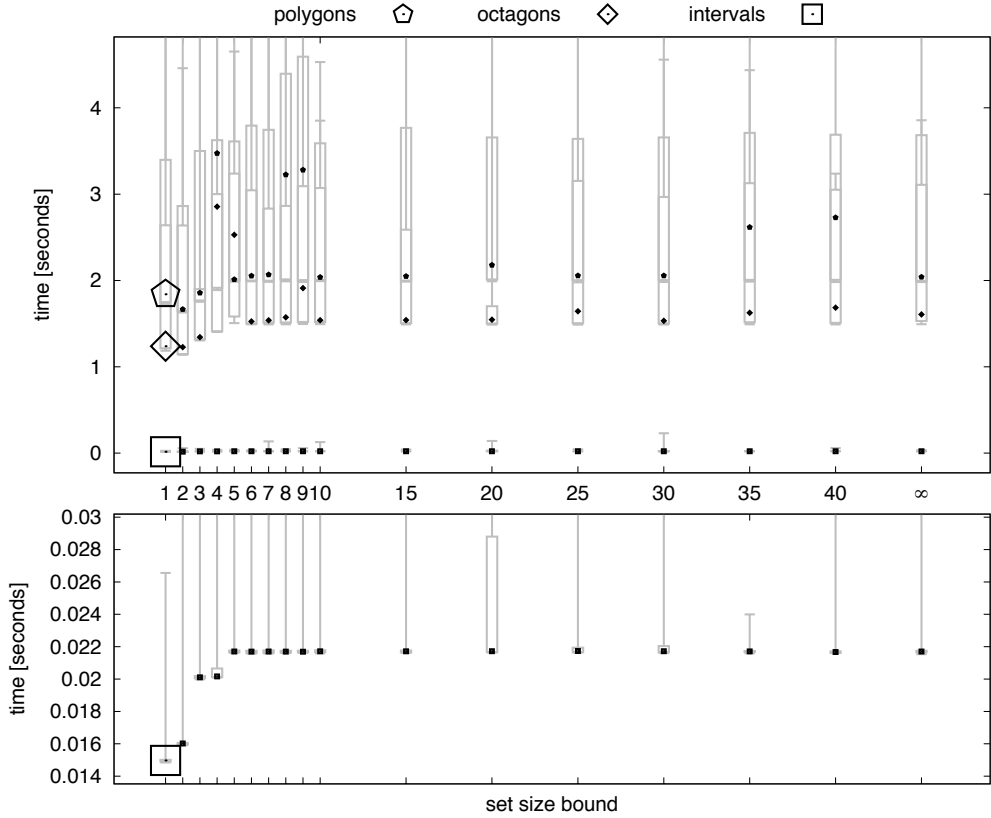 polygons octagons intervals
4
3
2
1
0
time [seconds]
1 2 3 4 5 6 7 8 9 10 15 20 25 30 35 40 ∞
0.03
0.028
0.026
0.024
0.022
0.02
0.018
0.016
0.014
time [seconds]
set size bound